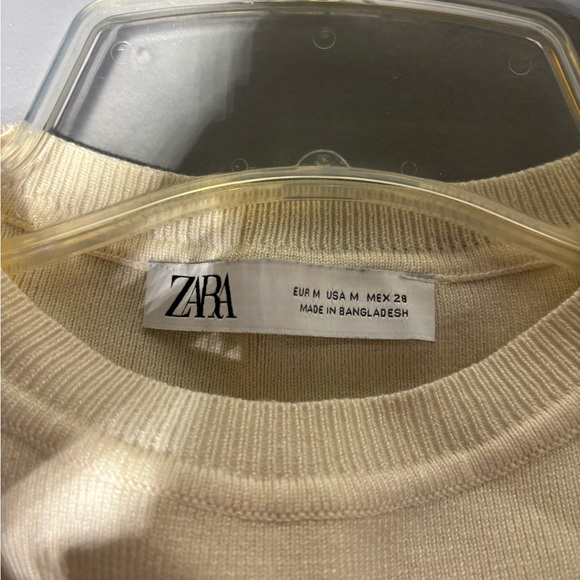 ZARA
EUR M USA M MEX 28
MADE IN BANGLADESH